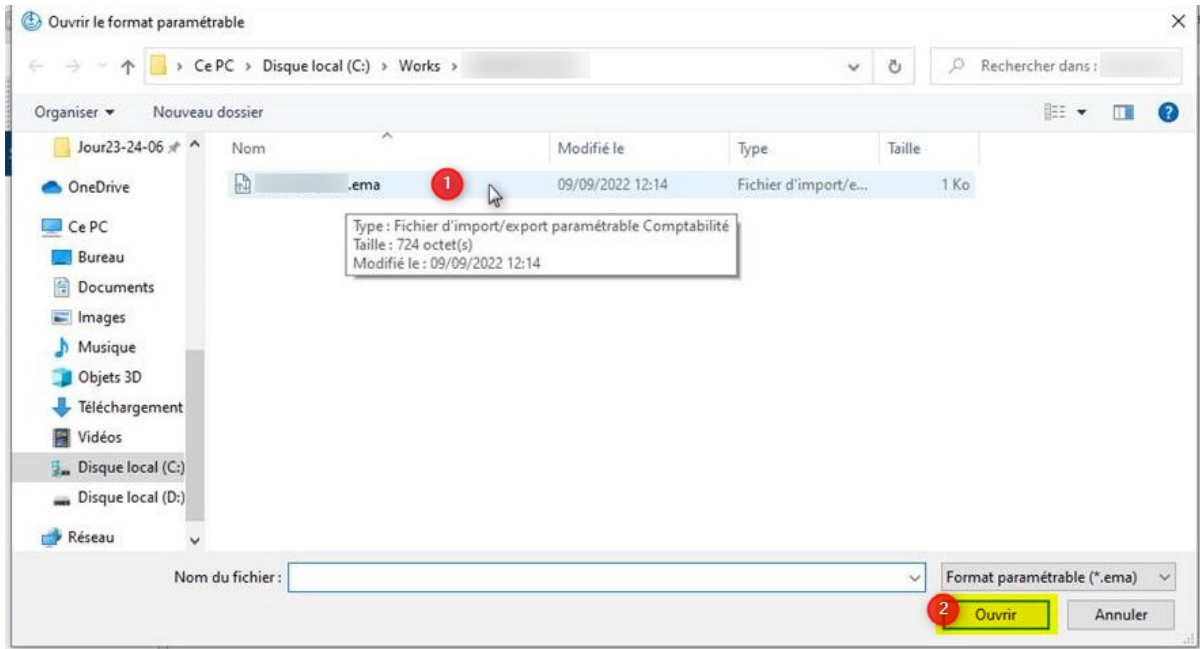 Ouvrir le format paramétrable
Ce PC > Disque local (C:) > Works >
Rechercher dans :
Organiser
Nouveau dossier
Nom
Modifié le
Type
Taille
.ema
1
09/09/2022 12:14
Fichier d'import/e...
1 Ko
Type : Fichier d'import/export paramétrable Comptabilité
Taille : 724 octet(s)
Modifié le : 09/09/2022 12:14
Jour23-24-06
OneDrive
Ce PC
Bureau
Documents
Images
Musique
Objets 3D
Téléchargement
Vidéos
Disque local (C:)
Disque local (D:)
Réseau
Nom du fichier :
Format paramétrable (*.ema)
2
Ouvrir
Annuler